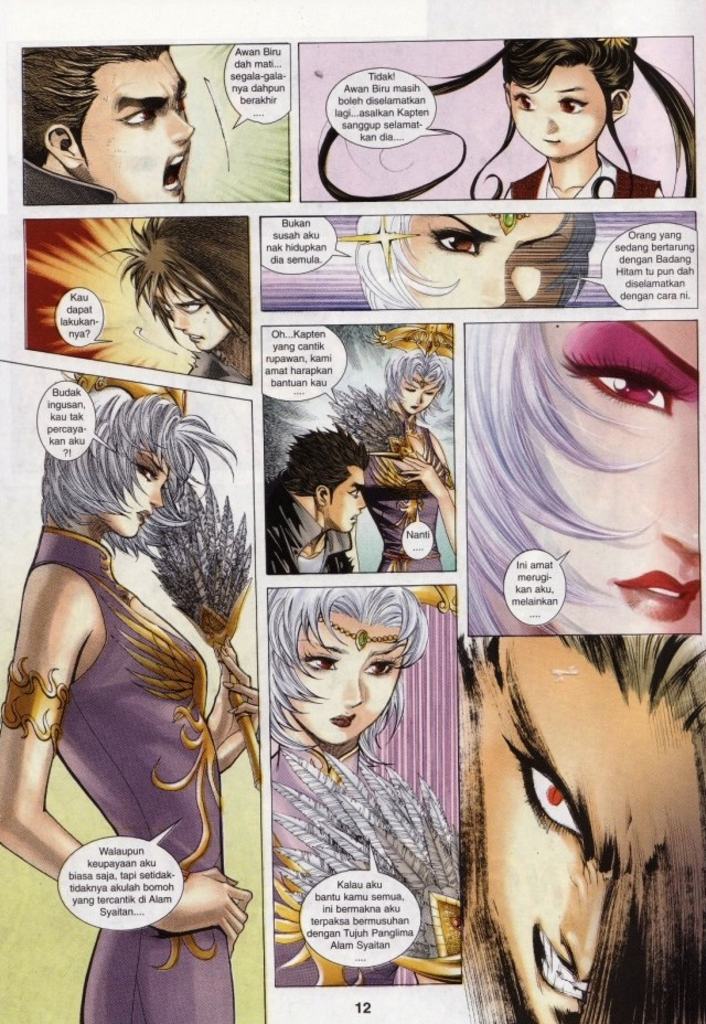 Awan Biru
dah mati...
segala-gala-
nya dahpun
berakhir
....
Tidak!
Awan Biru masih
boleh diselamatkan
lagi...asalkan Kapten
sanggup selamat-
kan dia....
Kau
dapat
lakukan-
nya?
Bukan
susah aku
nak hidupkan
dia semula.
Orang yang
sedang bertarung
dengan Badang
Hitam tu pun dah
diselamatkan
dengan cara ni.
Budak
ingusan,
kau tak
percaya-
kan aku
?!
Walaupun
keupayaan aku
biasa saja, tapi setidak-
tidaknya akulah bomoh
yang tercantik di Alam
Syaitan....
Oh...Kapten
yang cantik
rupawan, kami
amat harapkan
bantuan kau
....
Nanti
....
Ini amat
merugi-
kan aku,
melainkan
....
Kalau aku
bantu kamu semua,
ini bermakna aku
terpaksa bermusuhan
dengan Tujuh Panglima
Alam Syaitan
....
12